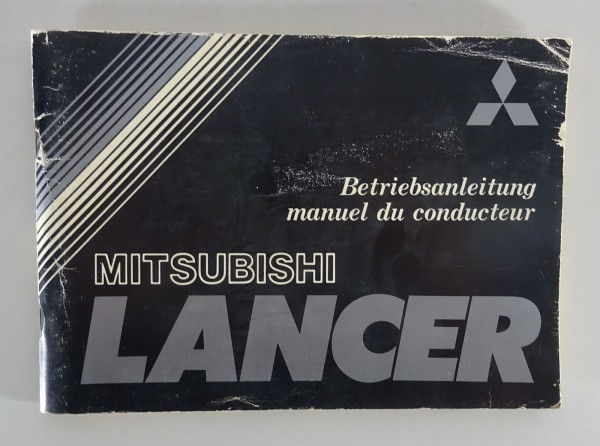 Betriebsanleitung
manuel du conducteur
MITSUBISHI
LANCER